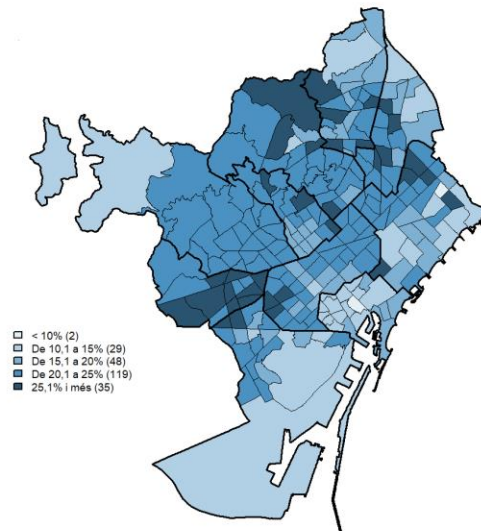 < 10% (2)
De 10,1 a 15% (29)
De 15,1 a 20% (48)
De 20,1 a 25% (119)
25,1% i més (35)